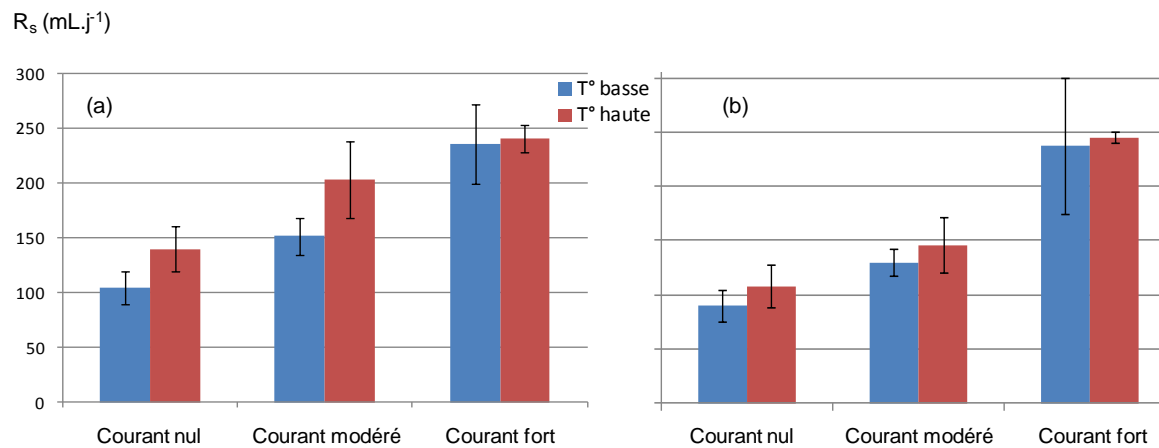 Rₛ (mL.j⁻¹)
300
250
200
150
100
50
0
(a)
T° basse
T° haute
(b)
Courant nul Courant modéré Courant fort
Courant nul Courant modéré Courant fort